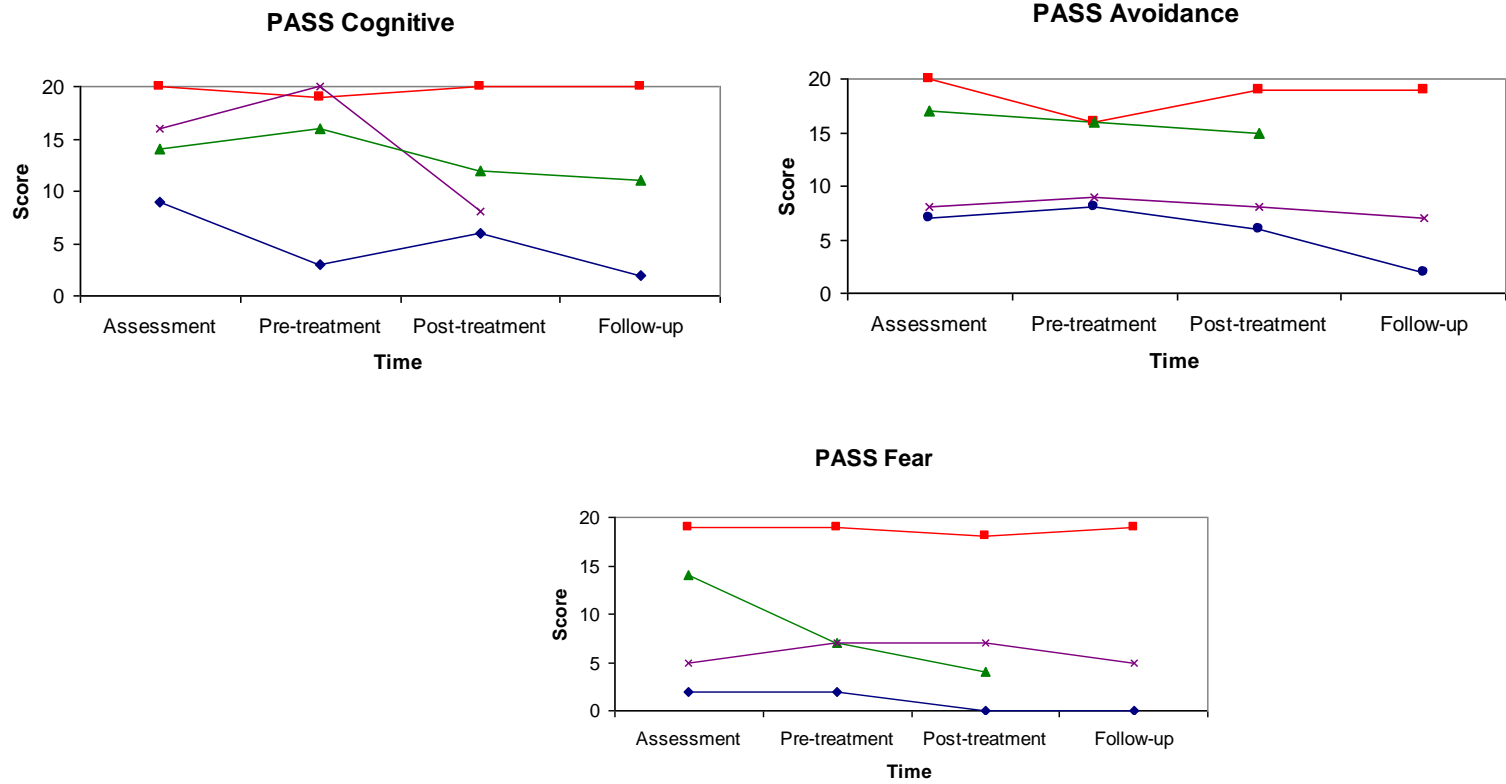 PASS Cognitive
20
15
10
5
0
Score
Assessment Pre-treatment Post-treatment Follow-up
Time
PASS Avoidance
20
15
10
5
0
Score
Assessment Pre-treatment Post-treatment Follow-up
Time
PASS Fear
20
15
10
5
0
Score
Assessment Pre-treatment Post-treatment Follow-up
Time